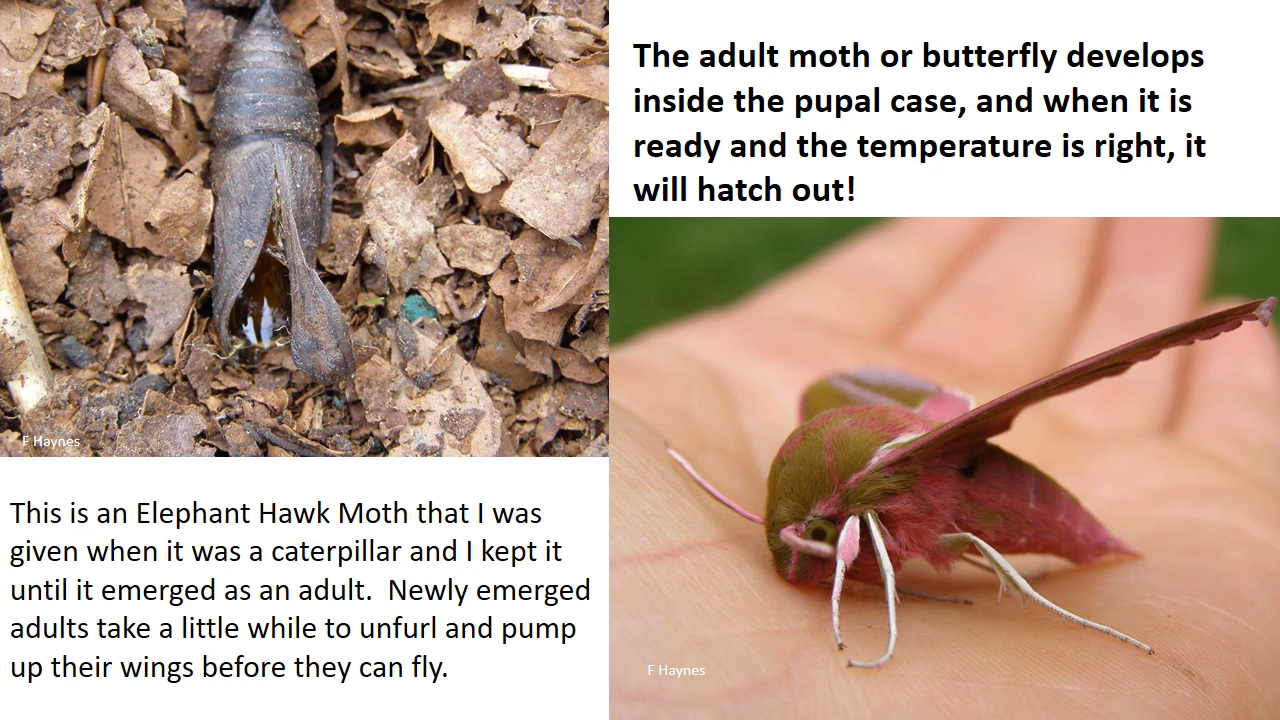 The adult moth or butterfly develops
inside the pupal case, and when it is
ready and the temperature is right, it
will hatch out!
F Haynes
This is an Elephant Hawk Moth that I was
given when it was a caterpillar and I kept it
until it emerged as an adult.  Newly emerged
adults take a little while to unfurl and pump
up their wings before they can fly.
F Haynes